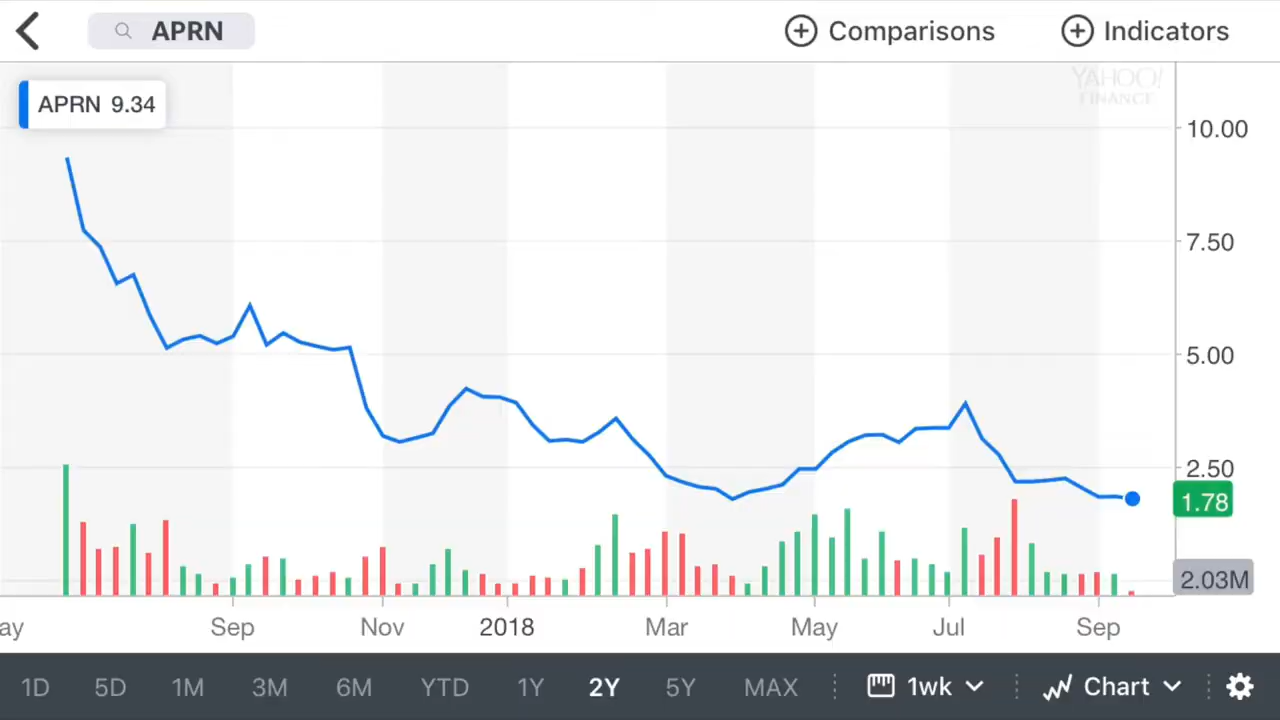 APRN
Comparisons
Indicators
YAHOO!
FINANCE
APRN 9.34
10.00
7.50
5.00
2.50
1.78
2.03M
ay
Sep
Nov
2018
Mar
May
Jul
Sep
1D
5D
1M
3M
6M
YTD
1Y
2Y
5Y
MAX
1wk
Chart